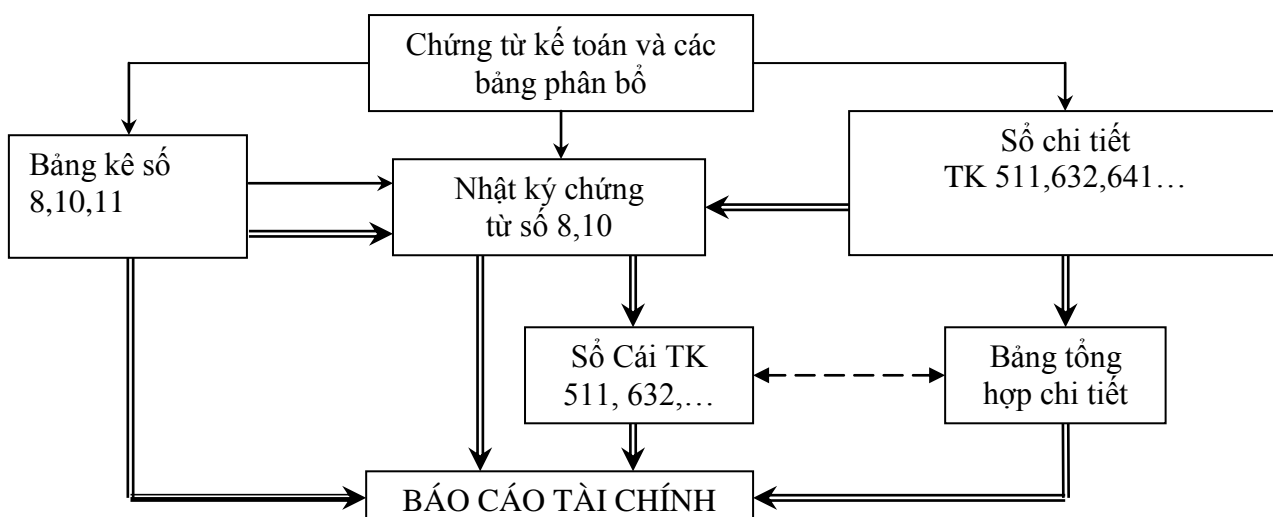 Chứng từ kế toán và các
bảng phân bổ
Bảng kê số
8,10,11
Nhật ký chứng
từ số 8,10
Sổ chi tiết
TK 511,632,641…
Sổ Cái TK
511, 632,…
Bảng tổng
hợp chi tiết
BÁO CÁO TÀI CHÍNH